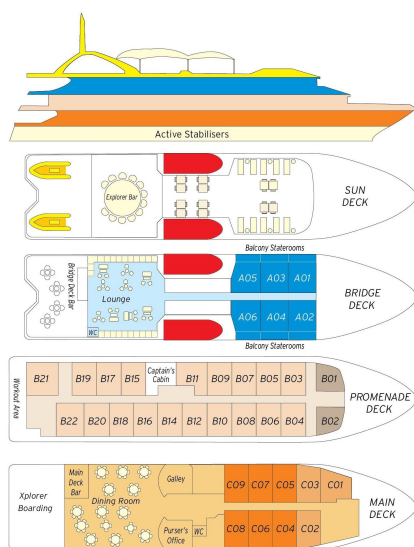 Active Stabilisers
Explorer Bar
SUN
DECK
Balcony Staterooms
Bridge Deck Bar
Lounge
WC
A05 A03 A01
A06 A04 A02
BRIDGE
DECK
Balcony Staterooms
Workout Area
B21 B19 B17 B15 Captain's Cabin B11 B09 B07 B05 B03 B01
B22 B20 B18 B16 B14 B12 B10 B08 B06 B04 B02
PROMENADE
DECK
Xplorer
Boarding
Main
Deck
Bar
Dining Room
Galley
Purser's
Office
WC
C09 C07 C05 C03 C01
C08 C06 C04 C02
MAIN
DECK